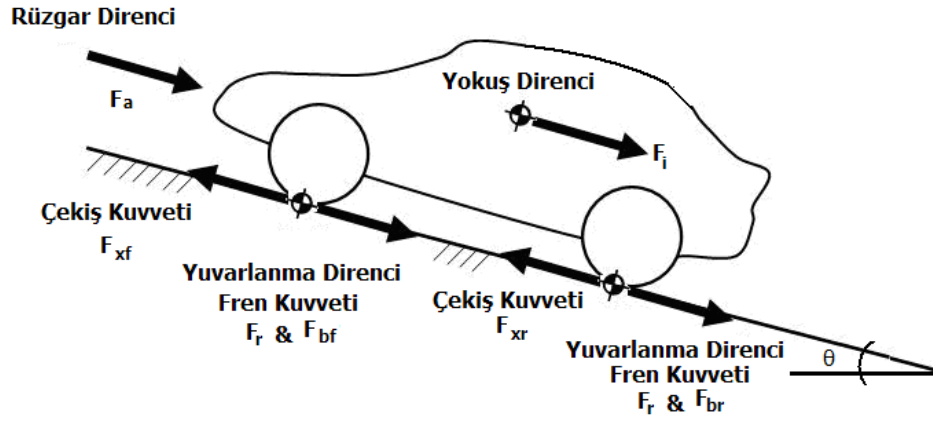 Rüzgar Direnci
Fa
Yokuş Direnci
Fi
Çekiş Kuvveti
Fxf
Yuvarlanma Direnci
Fren Kuvveti
Fr & Fbf
Çekiş Kuvveti
Fxr
Yuvarlanma Direnci
Fren Kuvveti
Fr & Fbr
θ